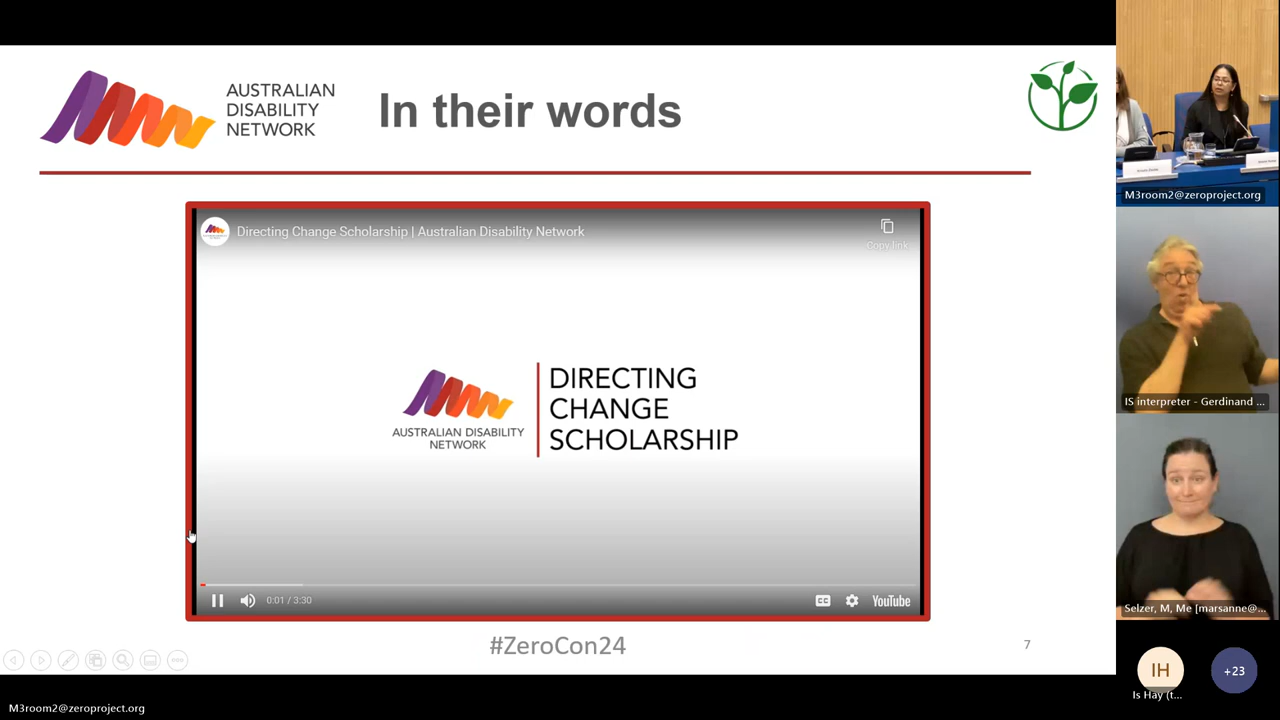 AUSTRALIAN
DISABILITY
NETWORK
In their words
Directing Change Scholarship | Australian Disability Network
Copy link
AUSTRALIAN DISABILITY
NETWORK
DIRECTING
CHANGE
SCHOLARSHIP
0:01 / 3:30
CC
YouTube
#ZeroCon24
7
M3room2@zeroproject.org
M3room2@zeroproject.org
IS interpreter - Gerdinand ...
Selzer, M, Me [marsanne@...
IH
Is Hay (t...
+23